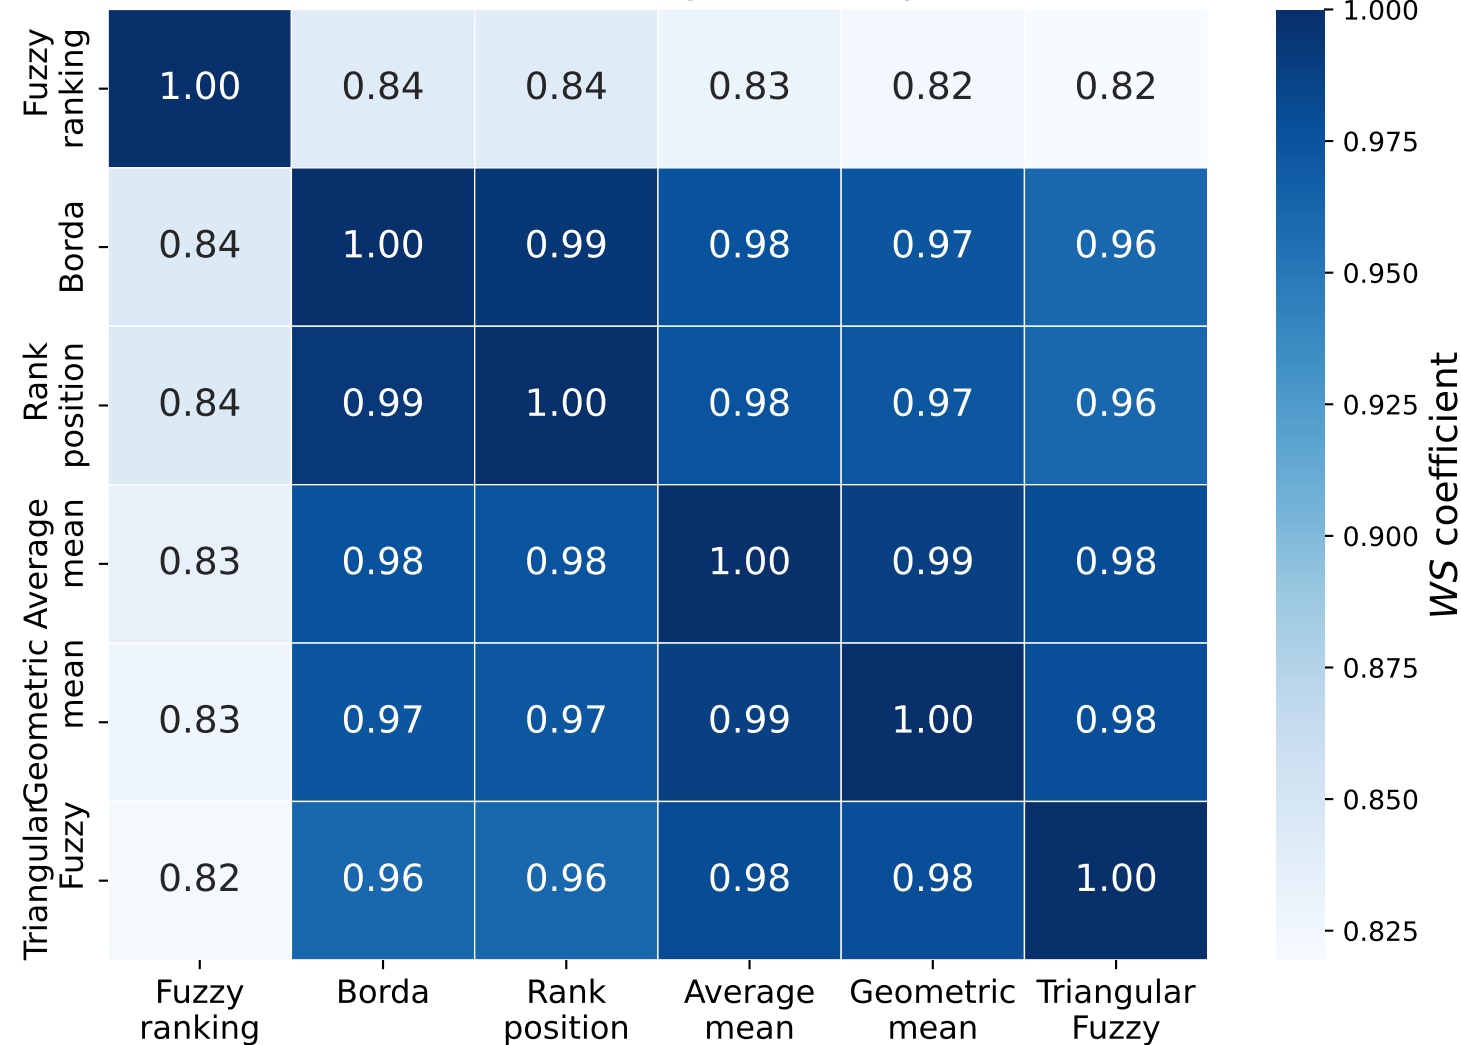 Fuzzy
ranking
1.00 0.84 0.84 0.83 0.82 0.82
Borda
0.84 1.00 0.99 0.98 0.97 0.96
Rank
position
0.84 0.99 1.00 0.98 0.97 0.96
Average
mean
0.83 0.98 0.98 1.00 0.99 0.98
Geometric
mean
0.83 0.97 0.97 0.99 1.00 0.98
Triangular
Fuzzy
0.82 0.96 0.96 0.98 0.98 1.00
Fuzzy
ranking
Borda
Rank
position
Average
mean
Geometric
mean
Triangular
Fuzzy
1.000
0.975
0.950
0.925
0.900
0.875
0.850
0.825
WS coefficient